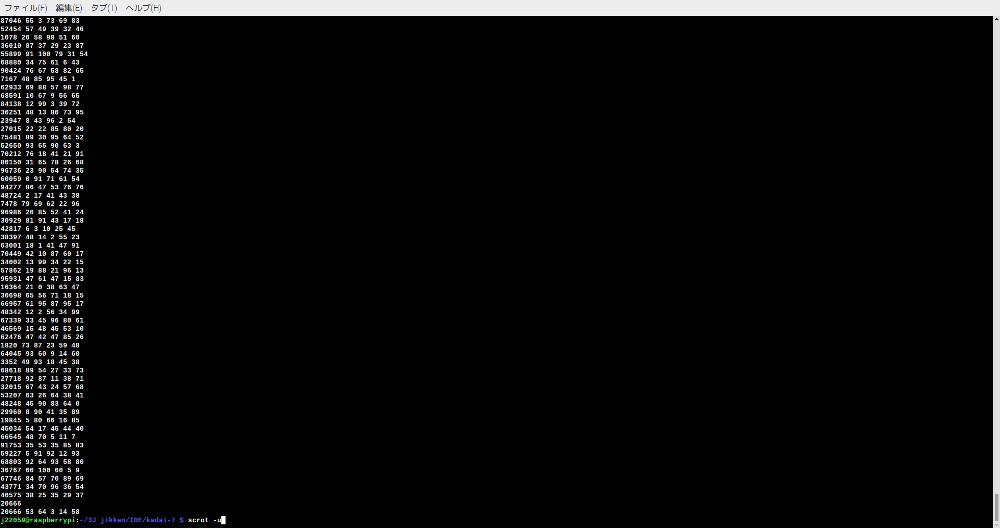 ファイル(F) 編集(E) タブ(T) ヘルプ(H)
87046 55 3 73 69 83
52454 57 49 39 32 46
1078 20 58 98 51 60
36010 87 37 29 23 87
55899 91 100 79 31 54
68880 34 75 61 6 43
90424 76 67 58 82 65
7167 48 85 95 45 1
62933 69 88 57 98 77
68591 10 67 9 56 65
84138 12 99 3 39 72
30251 48 13 80 73 95
23947 8 43 96 2 54
27015 22 22 85 80 20
75481 89 30 95 64 52
52650 93 65 90 63 3
70212 76 18 41 21 91
80150 31 65 78 26 68
96736 23 90 54 74 35
60059 0 91 71 61 54
94277 86 47 53 76 76
48724 2 17 41 43 38
7478 79 69 62 22 96
96986 20 85 52 41 24
30929 81 91 43 17 18
42817 6 3 10 25 45
38397 48 14 2 55 23
63001 18 1 41 47 91
70449 42 10 87 60 17
34002 13 99 34 22 15
57862 19 88 21 96 13
95931 47 61 47 15 83
16364 21 0 38 63 47
30698 65 56 71 18 15
66957 61 95 87 95 17
48342 12 2 56 34 99
67339 33 45 96 80 61
46569 15 48 45 53 10
62476 47 42 47 85 26
1820 73 87 23 59 48
64045 93 60 9 14 60
3352 49 93 18 45 38
68618 89 54 27 33 73
27718 92 87 11 38 71
32015 67 43 24 57 68
53207 63 26 64 38 41
48248 45 90 83 64 0
29960 8 90 41 35 89
19845 5 80 66 16 85
45034 54 17 45 44 40
66545 48 70 5 11 7
91753 35 53 35 85 83
59227 5 91 92 12 93
68803 92 64 93 58 80
36767 60 100 60 5 9
67746 84 57 70 89 69
43771 34 70 96 36 54
40575 38 25 35 29 37
20666
20666 53 64 3 14 58
j22059@raspberrypi:~/3J_jikken/IDE/kadai-7 $ scrot -u